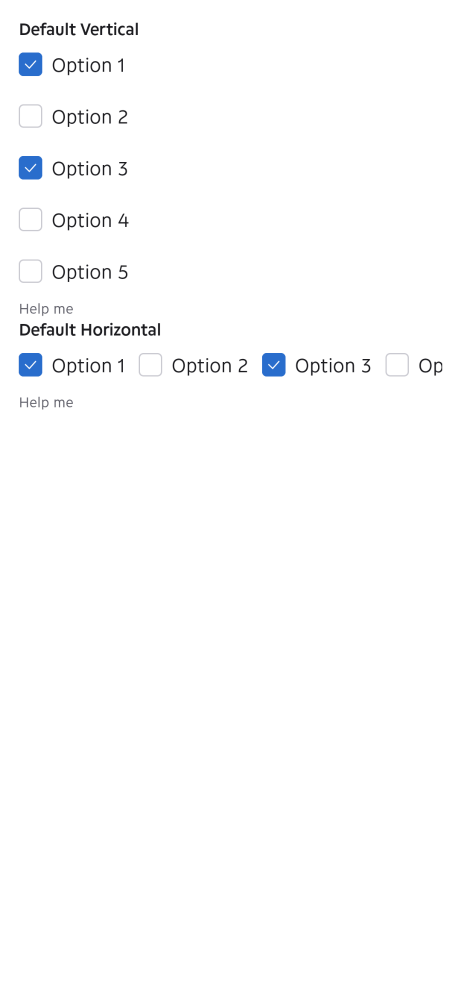 Default Vertical
Option 1
Option 2
Option 3
Option 4
Option 5
Help me
Default Horizontal
Option 1 Option 2 Option 3 Op
Help me